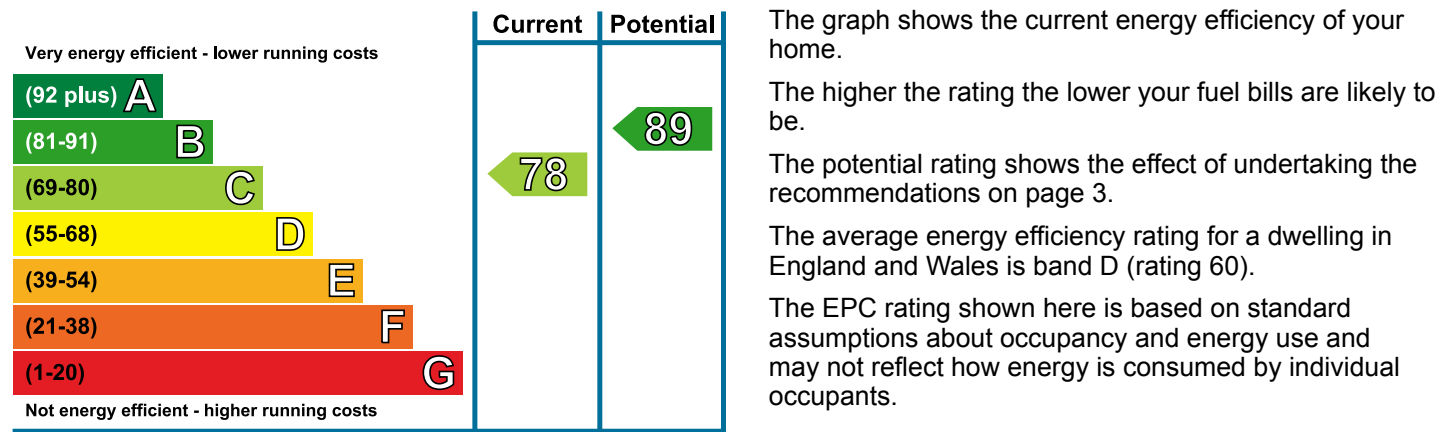 Current Potential
Very energy efficient - lower running costs
(92 plus) A
(81-91) B
(69-80) C
(55-68) D
(39-54) E
(21-38) F
(1-20) G
Not energy efficient - higher running costs
78
89
The graph shows the current energy efficiency of your
home.
The higher the rating the lower your fuel bills are likely to
be.
The potential rating shows the effect of undertaking the
recommendations on page 3.
The average energy efficiency rating for a dwelling in
England and Wales is band D (rating 60).
The EPC rating shown here is based on standard
assumptions about occupancy and energy use and
may not reflect how energy is consumed by individual
occupants.